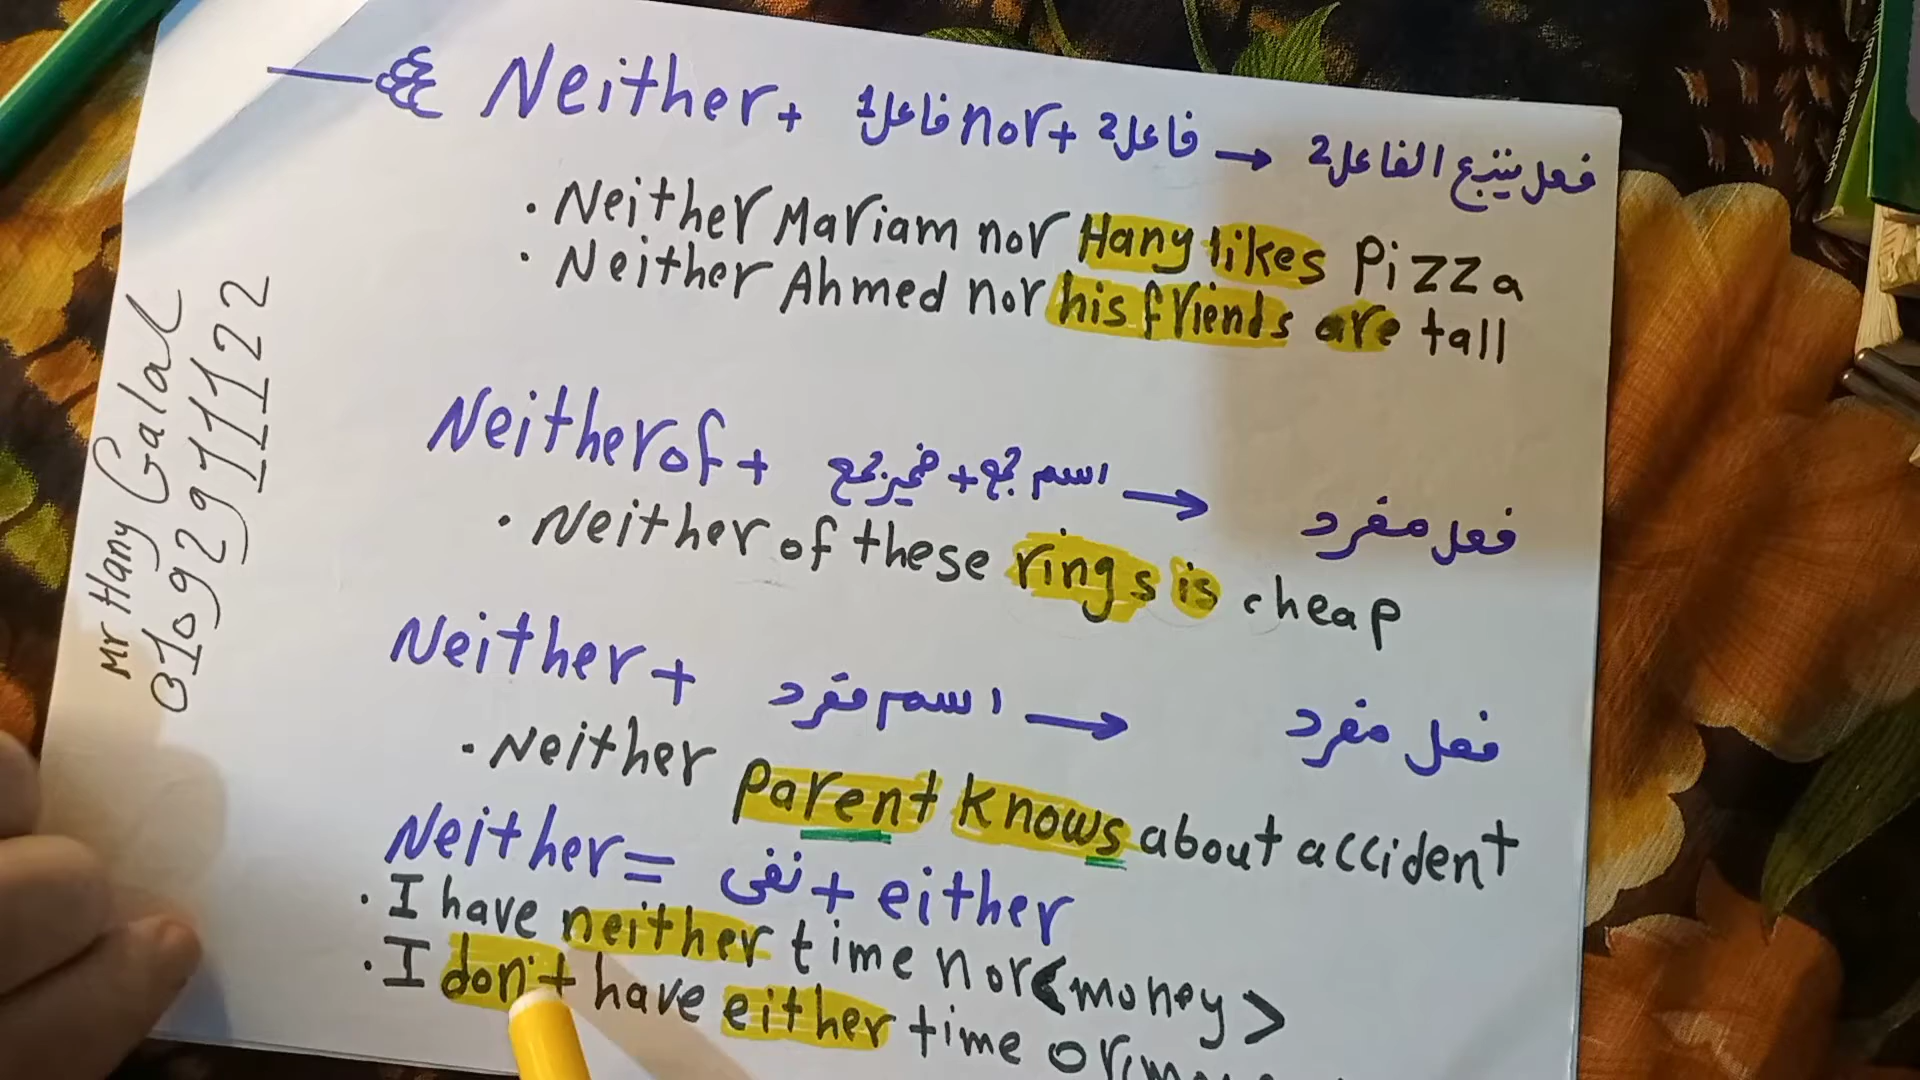 Neither + فاعل1 nor + فاعل2 → فعل يتبع الفاعل2
· Neither Mariam nor Hany likes Pizza
· Neither Ahmed nor his friends are tall
Neither of + اسم جمع + ضمير جمع → فعل مفرد
· Neither of these rings is cheap
Neither + اسم مفرد → فعل مفرد
· Neither parent knows about accident
Neither = نفى + either
· I have neither time nor <money>
· I don't have either time or
Mr Hany Galal
01092911122